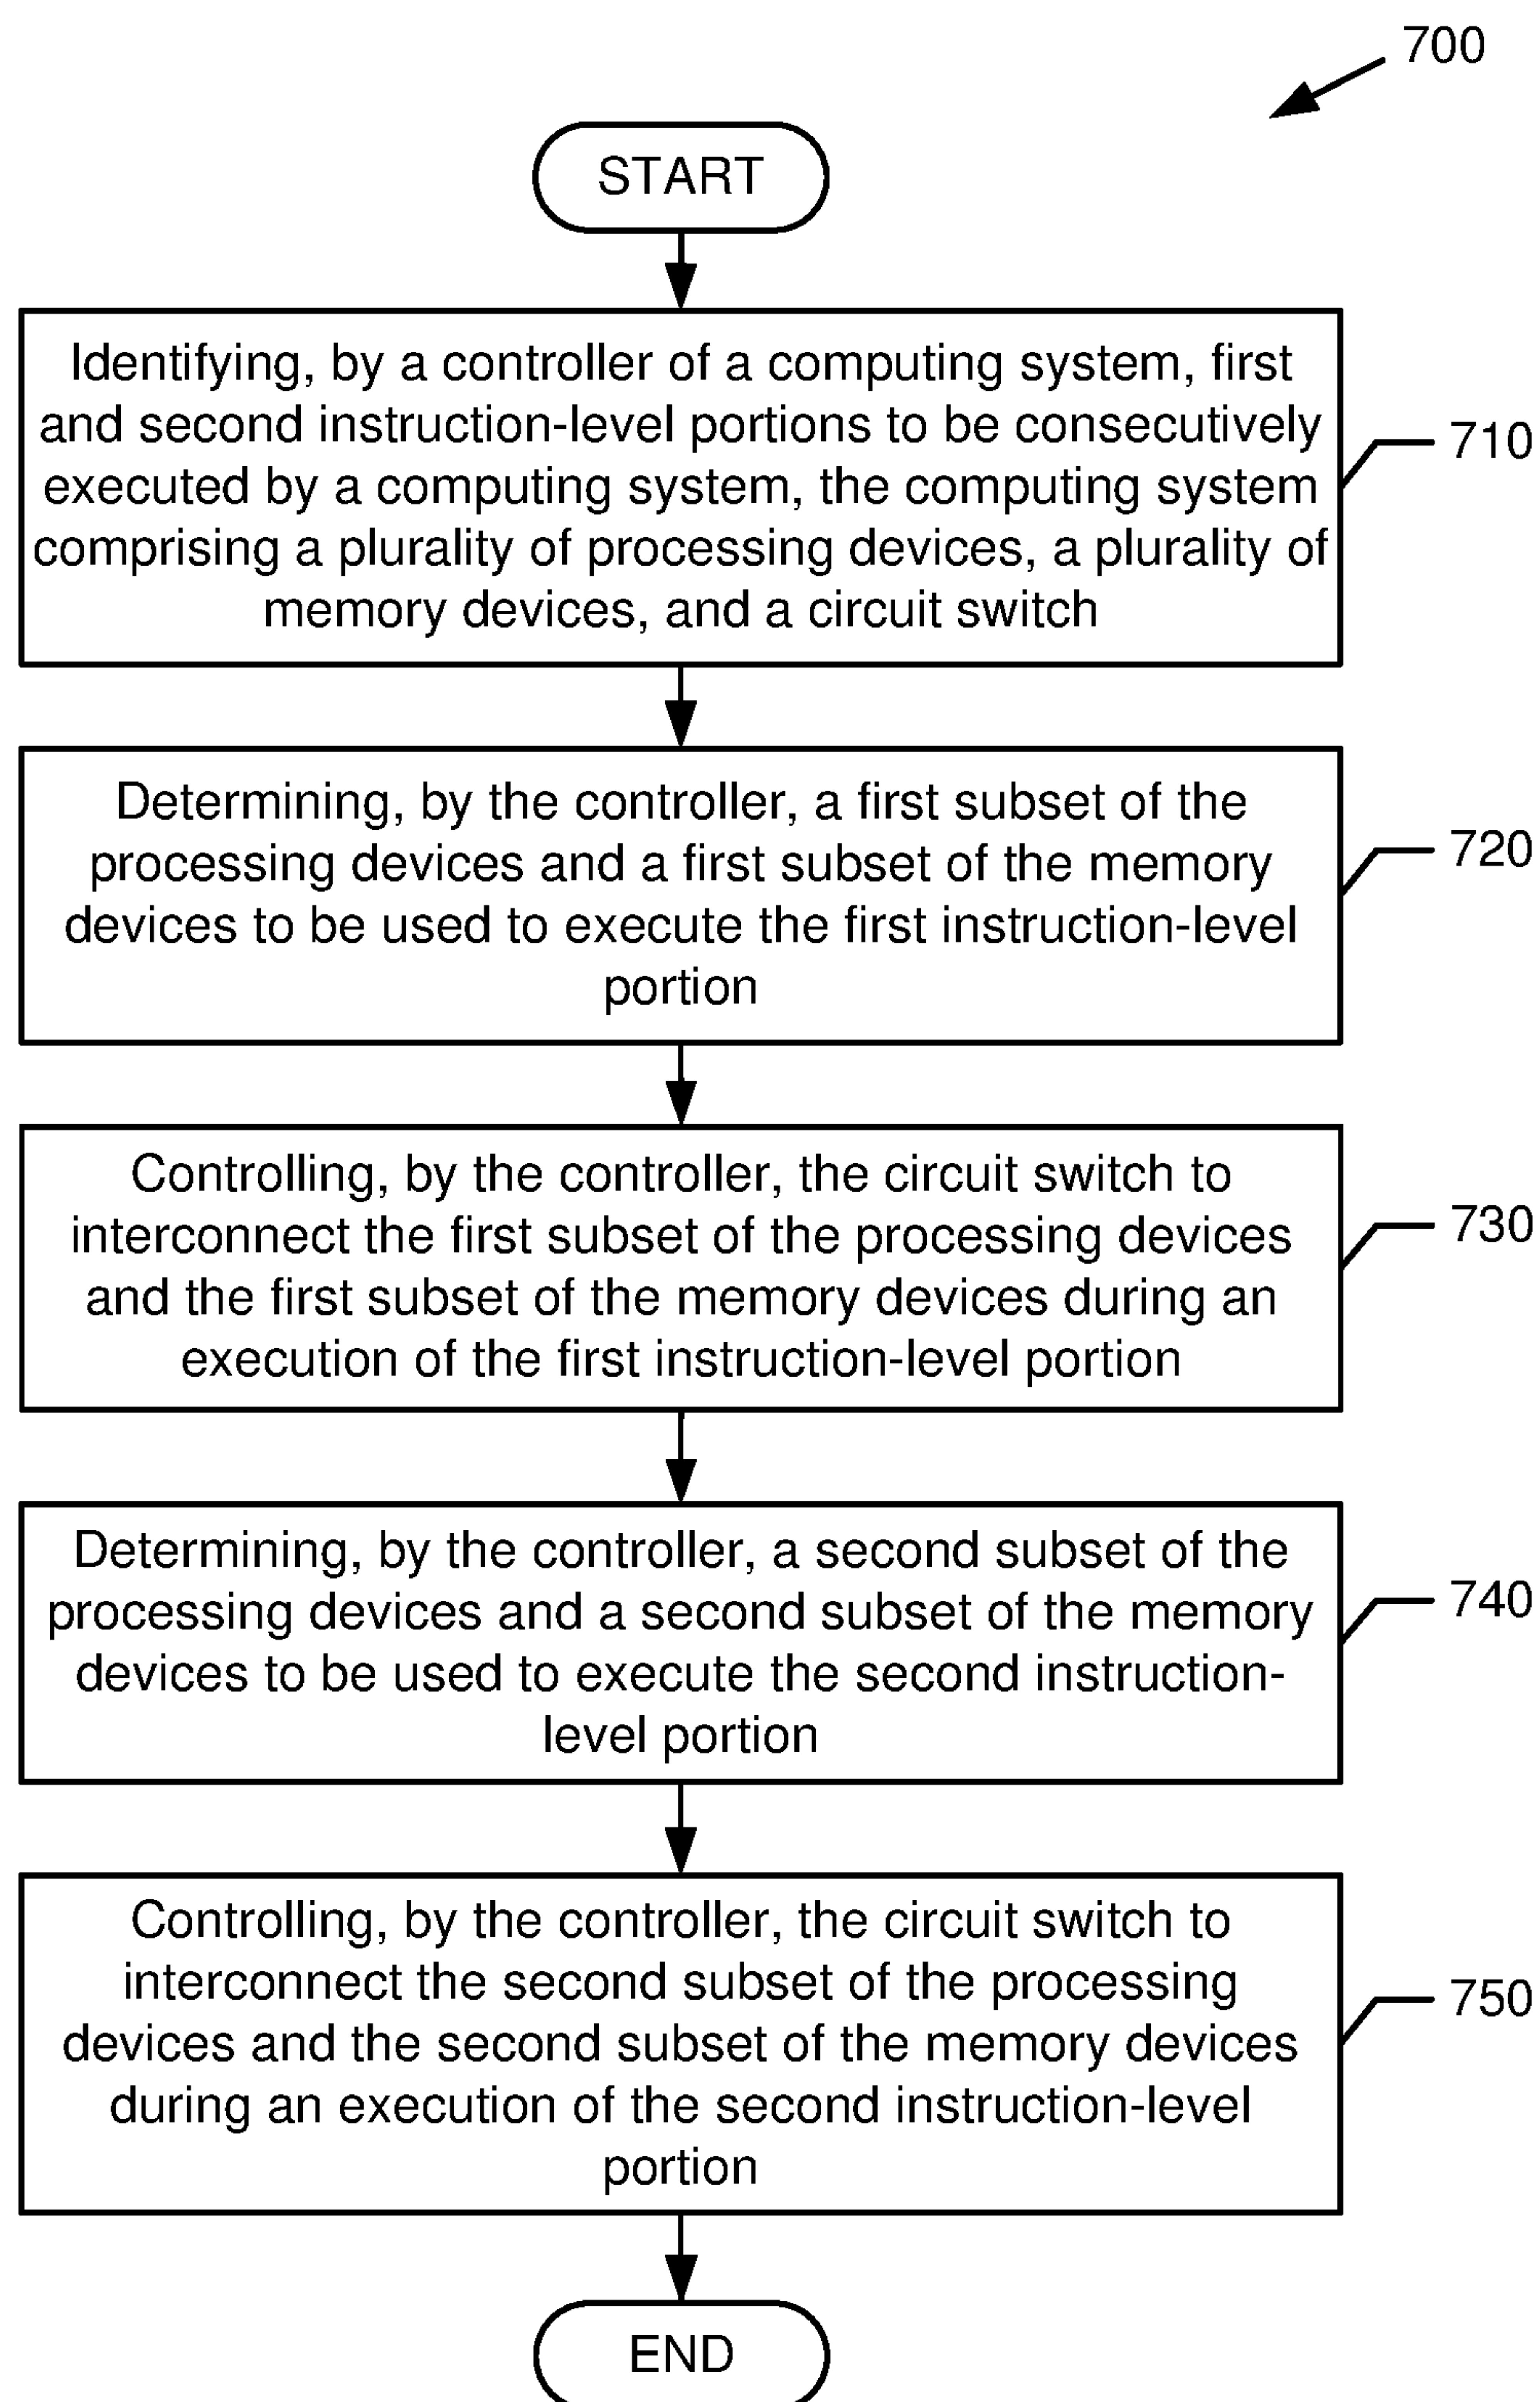 700
START
Identifying, by a controller of a computing system, first
and second instruction-level portions to be consecutively
executed by a computing system, the computing system
comprising a plurality of processing devices, a plurality of
memory devices, and a circuit switch
710
Determining, by the controller, a first subset of the
processing devices and a first subset of the memory
devices to be used to execute the first instruction-level
portion
720
Controlling, by the controller, the circuit switch to
interconnect the first subset of the processing devices
and the first subset of the memory devices during an
execution of the first instruction-level portion
730
Determining, by the controller, a second subset of the
processing devices and a second subset of the memory
devices to be used to execute the second instruction-
level portion
740
Controlling, by the controller, the circuit switch to
interconnect the second subset of the processing
devices and the second subset of the memory devices
during an execution of the second instruction-level
portion
750
END